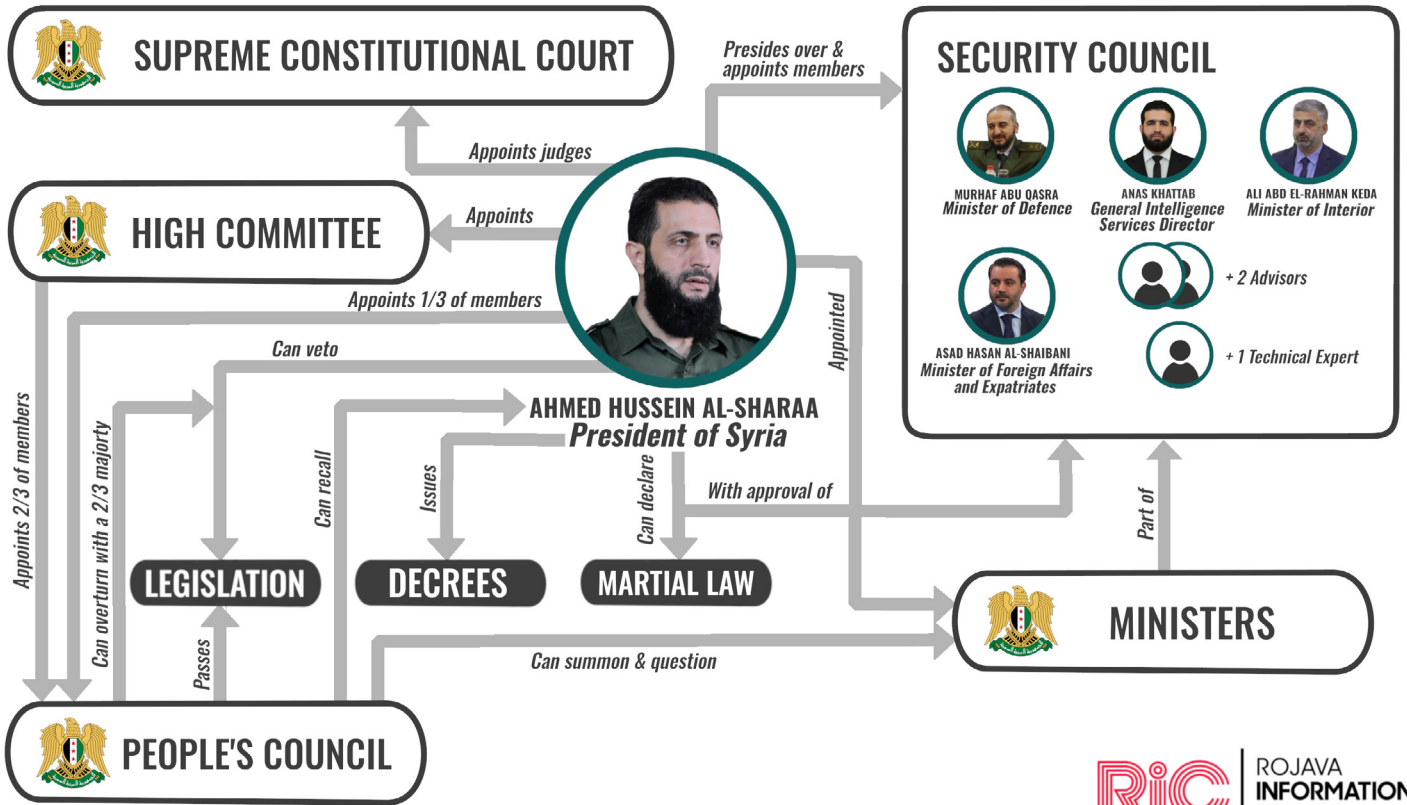 SUPREME CONSTITUTIONAL COURT
Presides over &
appoints members
SECURITY COUNCIL
MURHAF ABU QASRA
Minister of Defence
ANAS KHATTAB
General Intelligence
Services Director
ALI ABD EL-RAHMAN KEDA
Minister of Interior
ASAD HASAN AL-SHAIBANI
Minister of Foreign Affairs
and Expatriates
+ 2 Advisors
+ 1 Technical Expert
Appoints judges
HIGH COMMITTEE
Appoints
Appoints 1/3 of members
Can veto
Appointed
AHMED HUSSEIN AL-SHARAA
President of Syria
Appoints 2/3 of members
Can overturn with a 2/3 majorty
Can recall
Issues
Can declare
With approval of
Part of
LEGISLATION
DECREES
MARTIAL LAW
MINISTERS
Passes
Can summon & question
PEOPLE'S COUNCIL
RiC
ROJAVA
INFORMATION